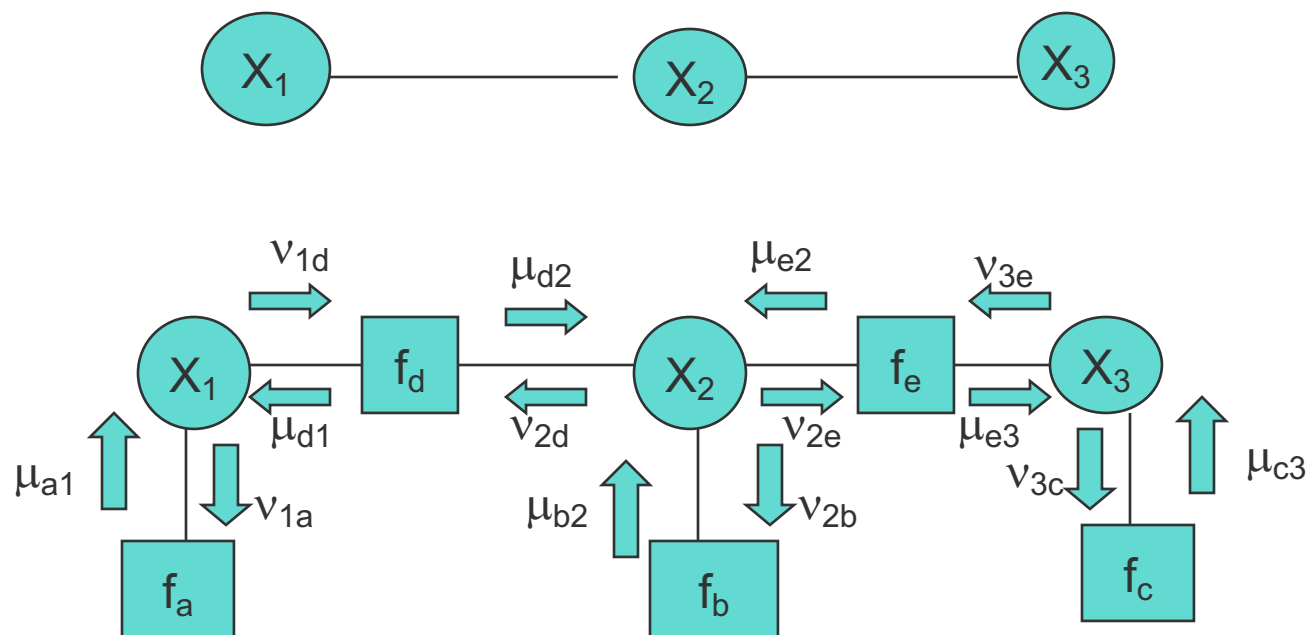 X₁ X₂ X₃
ν₁d μd2 μe2 ν₃e
X₁ fd X₂ fe X₃
μd1 ν2d ν2e μe3
μa1 ν1a μb2 ν2b ν3c μc3
fa fb fc